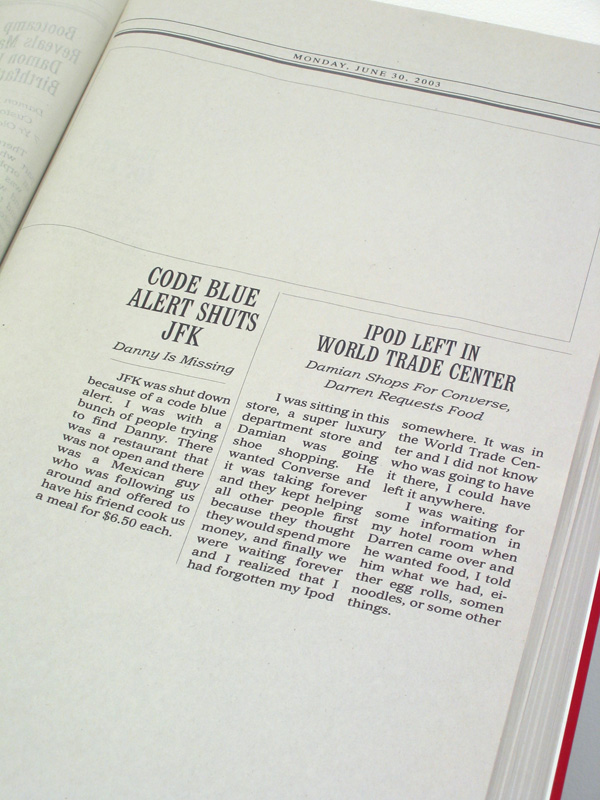 Bootcamp
Reveals
Damon
MONDAY, JUNE 30, 2003
CODE BLUE
ALERT SHUTS
JFK
Danny Is Missing
JFK was shut down
because of a code blue
alert. I was with a
bunch of people trying
to find Danny. There
was a restaurant that
was not open and there
was a Mexican guy
who was following us
around and offered to
have his friend cook us
a meal for $6.50 each.
IPOD LEFT IN
WORLD TRADE CENTER
Damian Shops For Converse,
Darren Requests Food
I was sitting in this
store, a super luxury
department store and
Damian was going
shoe shopping. He
wanted Converse and
it was taking forever
and they kept helping
all other people first
because they thought
they would spend more
money, and finally we
were waiting forever
and I realized that I
had forgotten my Ipod
somewhere. It was in
the World Trade Cen-
ter and I did not know
who was going to have
it there, I could have
left it anywhere.
I was waiting for
some information in
my hotel room when
Darren came over and
he wanted food, I told
him what we had, ei-
ther egg rolls, somen
noodles, or some other
things.